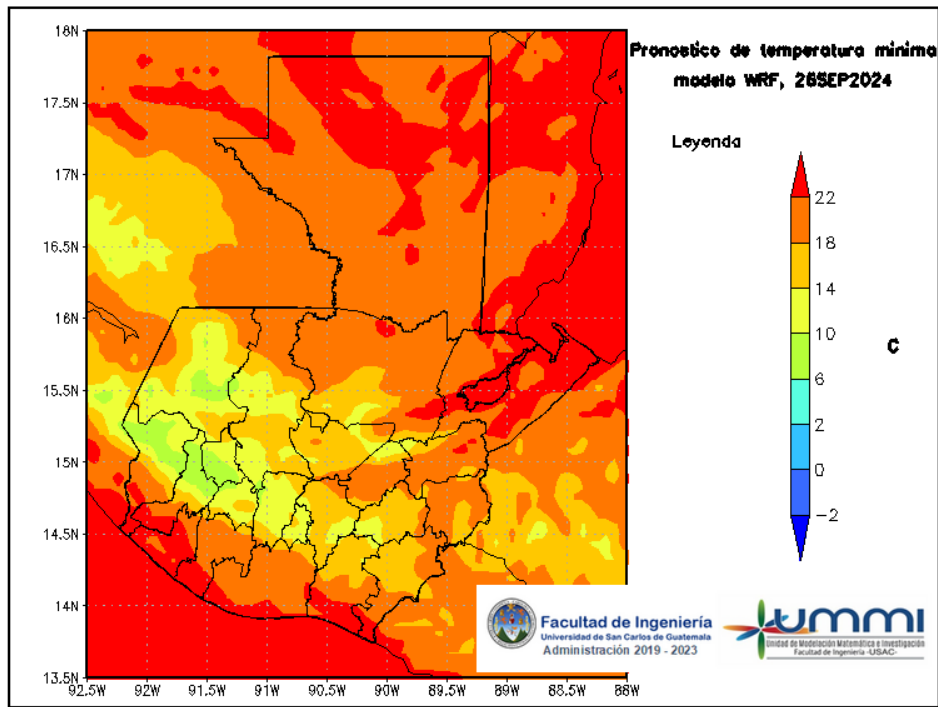 Pronostico de temperatura minima
modelo WRF, 26SEP2024
Leyenda
22
18
14
10
6
2
0
−2
C
18N
17.5N
17N
16.5N
16N
15.5N
15N
14.5N
14N
13.5N
92.5W
92W
91.5W
91W
90.5W
90W
89.5W
89W
88.5W
88W
Facultad de Ingeniería
Universidad de San Carlos de Guatemala
Administración 2019 - 2023
UMMI
Unidad de Modelación Matemática e Investigación
Facultad de Ingeniería -USAC-